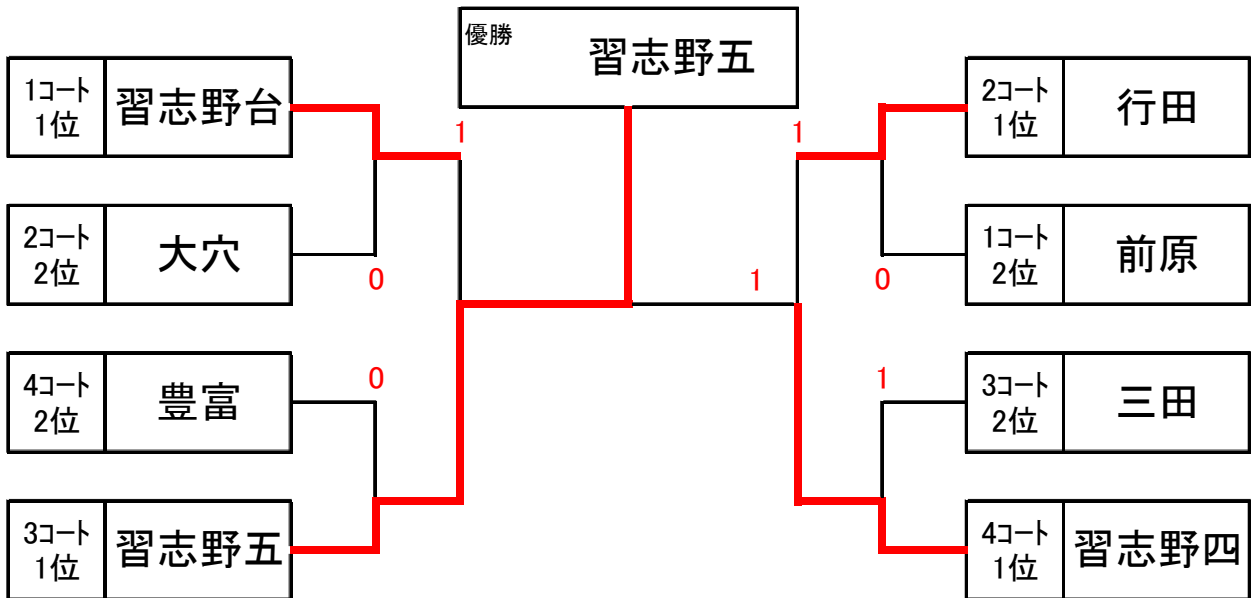 優勝
習志野五
1コート
1位
習志野台
2コート
1位
行田
1
1
2コート
2位
大穴
1コート
2位
前原
0
1
0
4コート
2位
豊富
0
1
3コート
2位
三田
3コート
1位
習志野五
4コート
1位
習志野四